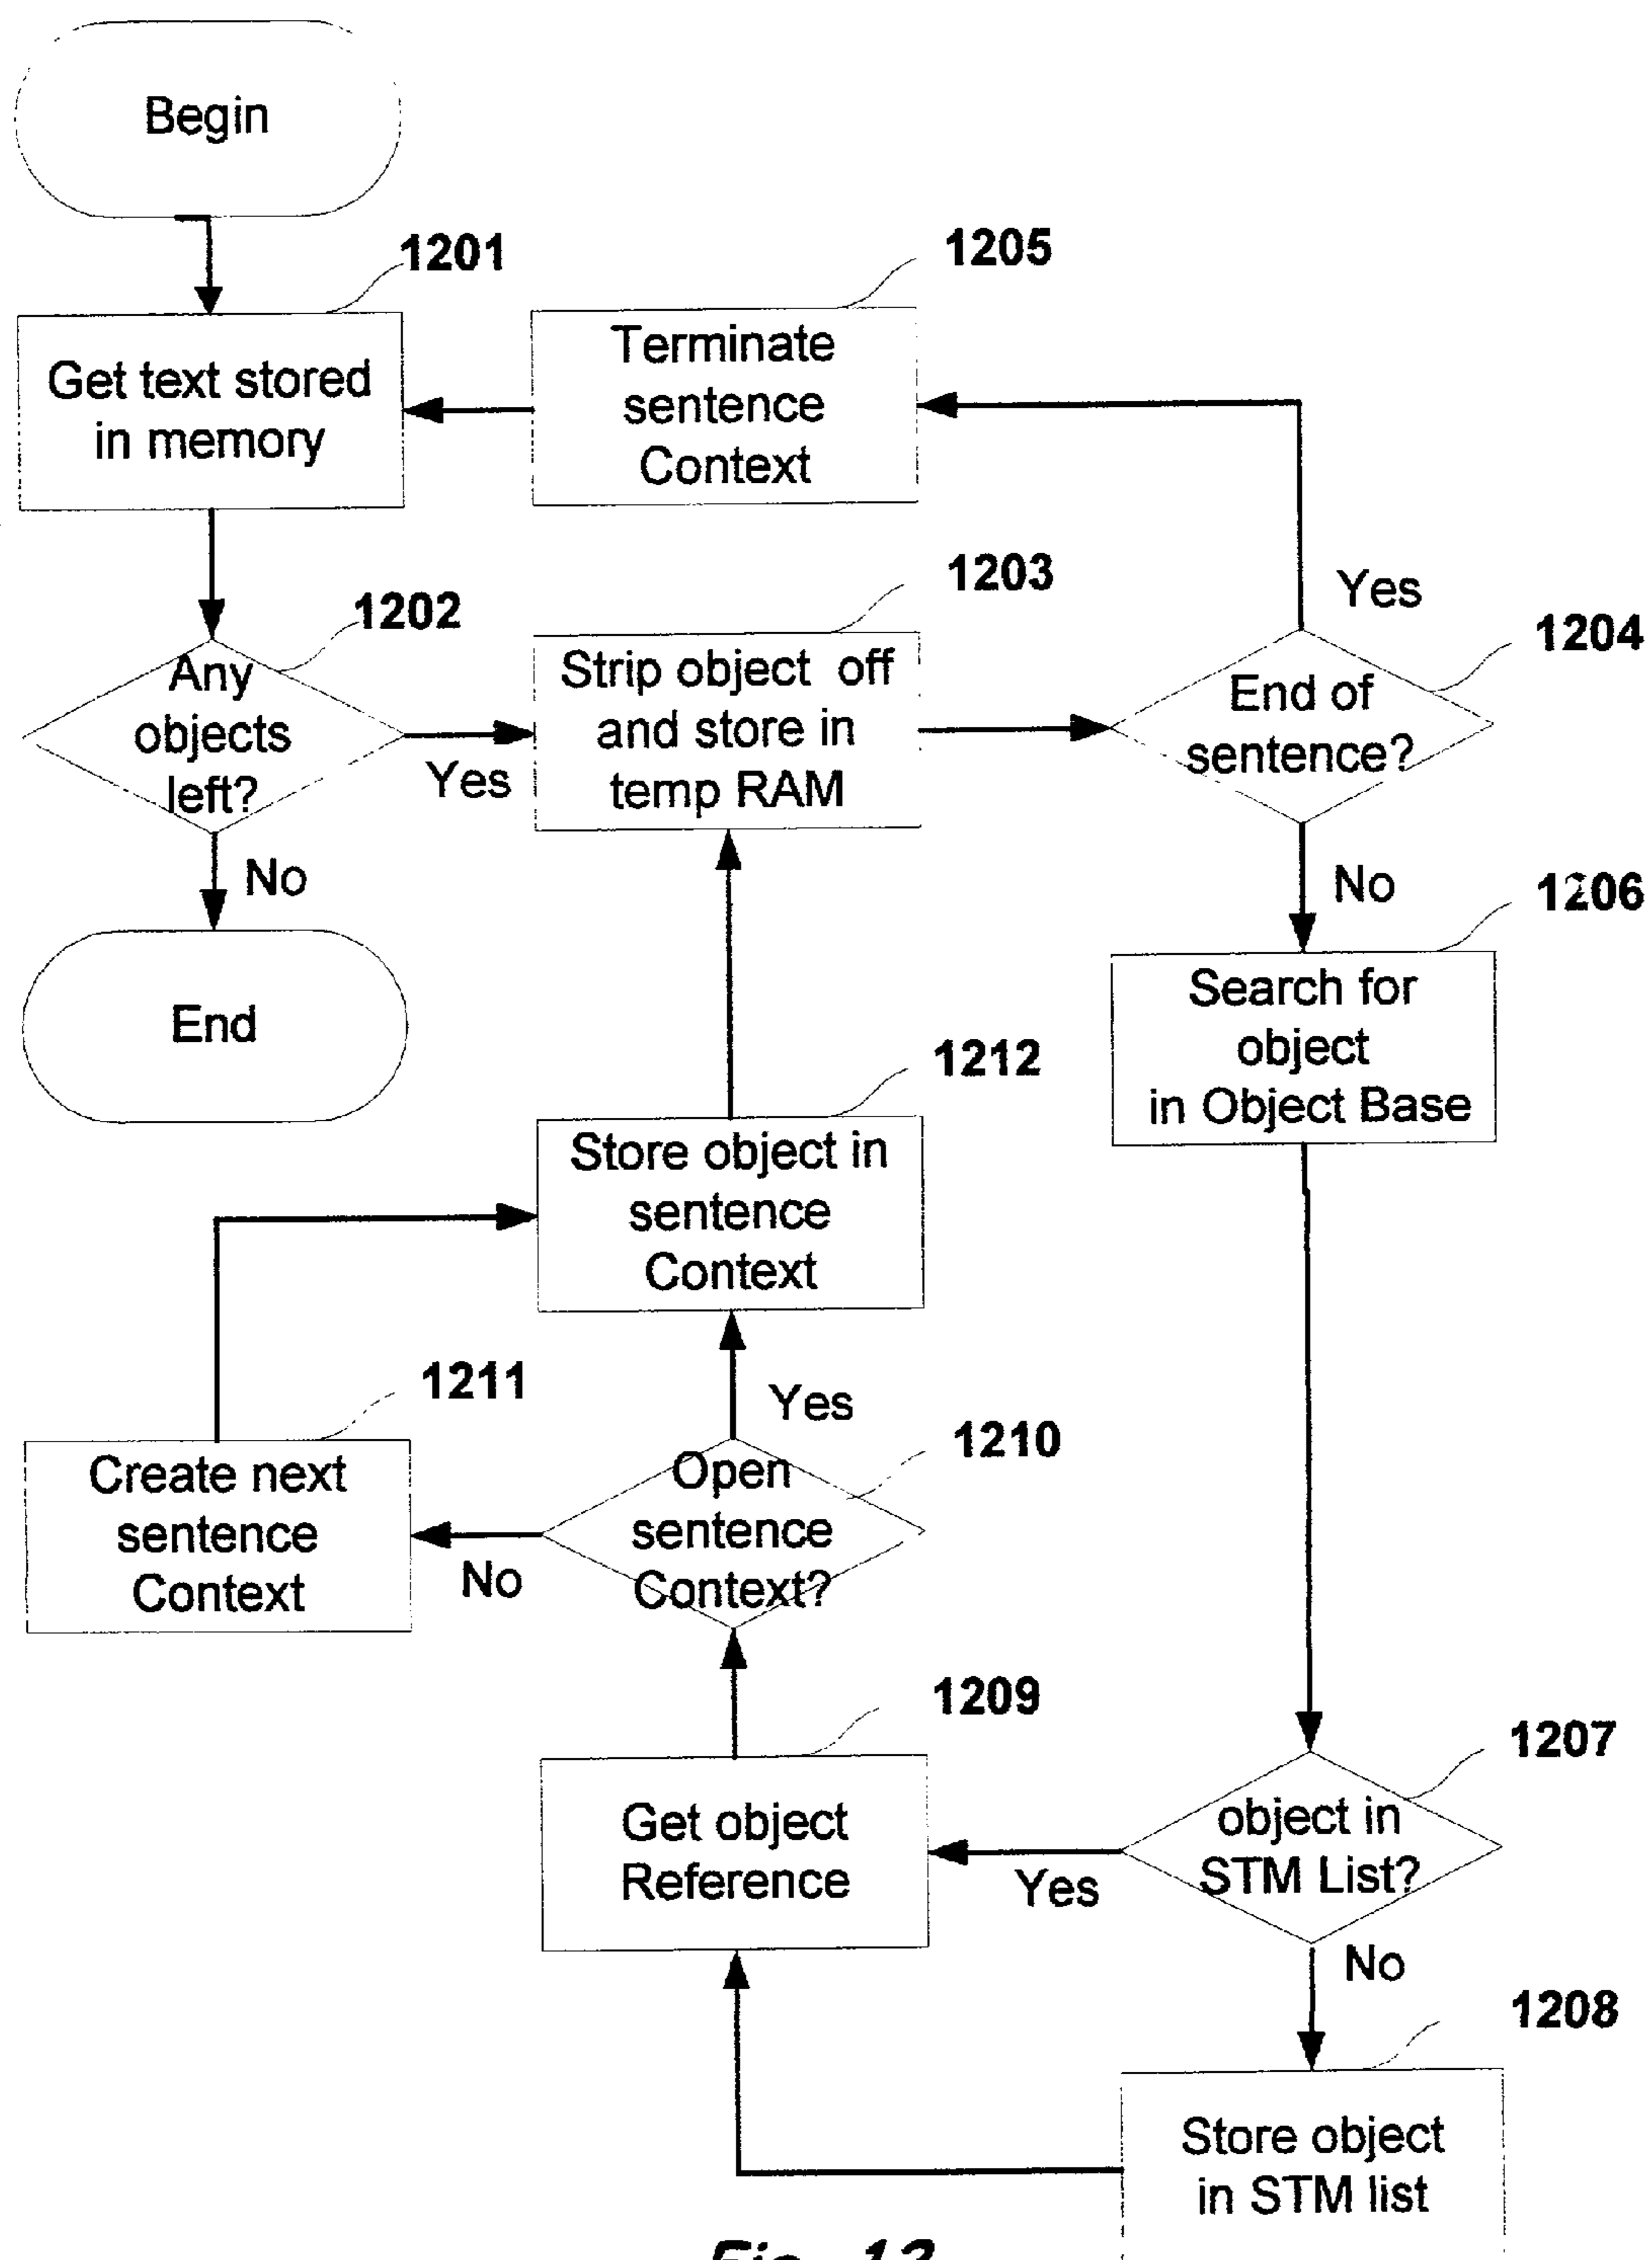 Begin
1201
Get text stored
in memory
1205
Terminate
sentence
Context
1202
Any
objects
left?
Yes
No
End
1203
Strip object off
and store in
temp RAM
Yes
1204
End of
sentence?
No
1206
Search for
object
in Object Base
1212
Store object in
sentence
Context
1211
Create next
sentence
Context
Yes
1210
Open
sentence
Context?
No
1209
Get object
Reference
1207
object in
STM List?
Yes
No
1208
Store object
in STM list